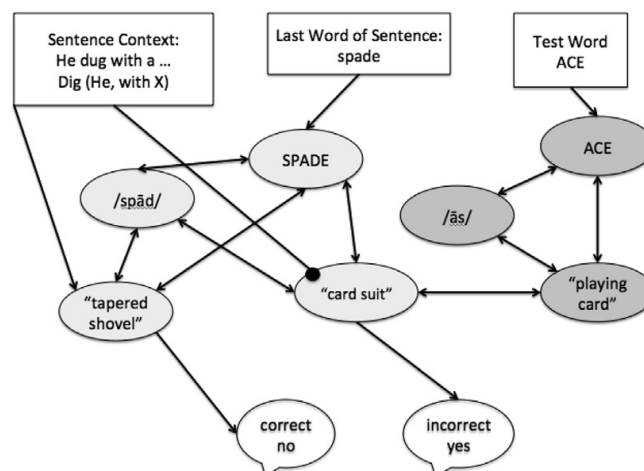 Sentence Context:
He dug with a ...
Dig (He, with X)
Last Word of Sentence:
spade
Test Word
ACE
SPADE
ACE
/spād/
/ās/
"tapered
shovel"
"card suit"
"playing
card"
correct
no
incorrect
yes